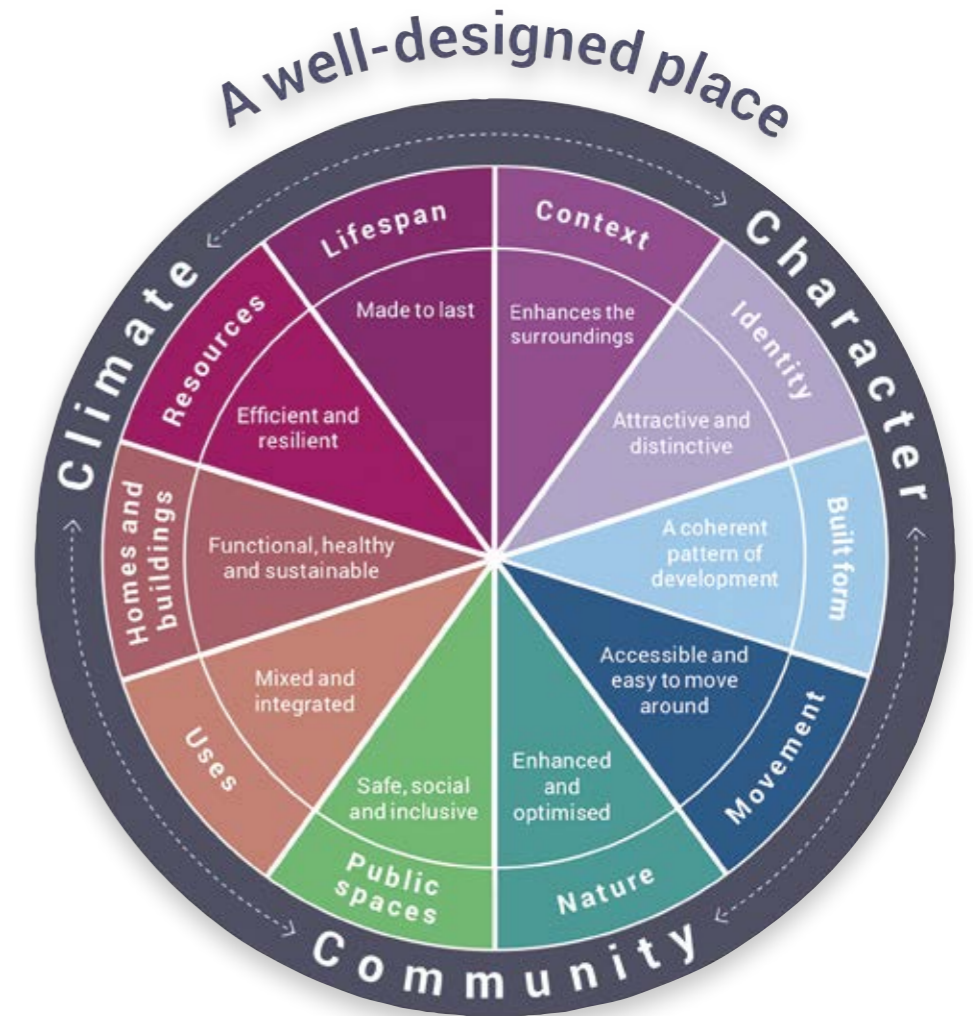 A well-designed place
Climate
Character
Community
Context
Enhances the
surroundings
Identity
Attractive and
distinctive
Built form
A coherent
pattern of
development
Movement
Accessible and
easy to move
around
Nature
Enhanced
and
optimised
Public
spaces
Safe, social
and inclusive
Uses
Mixed and
integrated
Homes and
buildings
Functional, healthy
and sustainable
Resources
Efficient and
resilient
Lifespan
Made to last